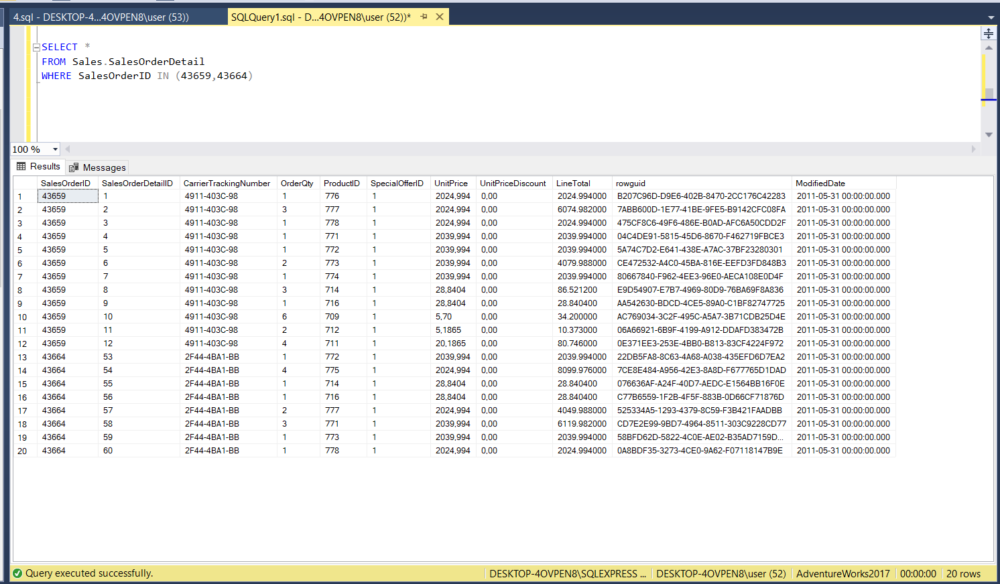 4.sql - DESKTOP-4...4OVPEN8\user (53)) SQLQuery1.sql - D...4OVPEN8\user (52))*
SELECT *
FROM Sales.SalesOrderDetail
WHERE SalesOrderID IN (43659,43664)
100 %
Results Messages
SalesOrderID SalesOrderDetailID CarrierTrackingNumber OrderQty ProductID SpecialOfferID UnitPrice UnitPriceDiscount LineTotal rowguid ModifiedDate
1 43659 1 4911-403C-98 1 776 1 2024,994 0,00 2024.994000 B207C96D-D9E6-402B-8470-2CC176C42283 2011-05-31 00:00:00.000
2 43659 2 4911-403C-98 3 777 1 2024,994 0,00 6074.982000 7ABB600D-1E77-41BE-9FE5-B9142CFC08FA 2011-05-31 00:00:00.000
3 43659 3 4911-403C-98 1 778 1 2024,994 0,00 2024.994000 475CF8C6-49F6-486E-B0AD-AFC6A50CDD2F 2011-05-31 00:00:00.000
4 43659 4 4911-403C-98 1 771 1 2039,994 0,00 2039.994000 04C4DE91-5815-45D6-8670-F462719FBCE3 2011-05-31 00:00:00.000
5 43659 5 4911-403C-98 1 772 1 2039,994 0,00 2039.994000 5A74C7D2-E641-438E-A7AC-37BF23280301 2011-05-31 00:00:00.000
6 43659 6 4911-403C-98 2 773 1 2039,994 0,00 4079.988000 CE472532-A4C0-45BA-816E-EEFD3FD848B3 2011-05-31 00:00:00.000
7 43659 7 4911-403C-98 1 774 1 2039,994 0,00 2039.994000 80667840-F962-4EE3-96E0-AECA108E0D4F 2011-05-31 00:00:00.000
8 43659 8 4911-403C-98 3 714 1 28,8404 0,00 86.521200 E9D54907-E7B7-4969-80D9-76BA69F8A836 2011-05-31 00:00:00.000
9 43659 9 4911-403C-98 1 716 1 28,8404 0,00 28.840400 AA542630-BDCD-4CE5-89A0-C1BF82747725 2011-05-31 00:00:00.000
10 43659 10 4911-403C-98 6 709 1 5,70 0,00 34.200000 AC769034-3C2F-495C-A5A7-3B71CDB25D4E 2011-05-31 00:00:00.000
11 43659 11 4911-403C-98 2 712 1 5,1865 0,00 10.373000 06A66921-6B9F-4199-A912-DDAFD383472B 2011-05-31 00:00:00.000
12 43659 12 4911-403C-98 4 711 1 20,1865 0,00 80.746000 0E371EE3-253E-4BB0-B813-83CF4224F972 2011-05-31 00:00:00.000
13 43664 53 2F44-4BA1-BB 1 772 1 2039,994 0,00 2039.994000 22DB5FA8-8C63-4A68-A038-435EFD6D7EA2 2011-05-31 00:00:00.000
14 43664 54 2F44-4BA1-BB 4 775 1 2024,994 0,00 8099.976000 7CE8E484-A956-42E3-8A8D-F677765D1DAD 2011-05-31 00:00:00.000
15 43664 55 2F44-4BA1-BB 1 714 1 28,8404 0,00 28.840400 076636AF-A24F-40D7-AEDC-E1564BB16F0E 2011-05-31 00:00:00.000
16 43664 56 2F44-4BA1-BB 1 716 1 28,8404 0,00 28.840400 C77B6559-1F2B-4F5F-883B-0D66CF71876D 2011-05-31 00:00:00.000
17 43664 57 2F44-4BA1-BB 2 777 1 2024,994 0,00 4049.988000 525334A5-1293-4379-8C59-F3B421FAADBB 2011-05-31 00:00:00.000
18 43664 58 2F44-4BA1-BB 3 771 1 2039,994 0,00 6119.982000 CD7E2E99-9BD7-4964-8511-303C9228CD77 2011-05-31 00:00:00.000
19 43664 59 2F44-4BA1-BB 1 773 1 2039,994 0,00 2039.994000 58BFD62D-5822-4C0E-AE02-B35AD7159D... 2011-05-31 00:00:00.000
20 43664 60 2F44-4BA1-BB 1 778 1 2024,994 0,00 2024.994000 0A8BDF35-3273-4CE0-9A62-F07118147B9E 2011-05-31 00:00:00.000
Query executed successfully. DESKTOP-4OVPEN8\SQLEXPRESS ... DESKTOP-4OVPEN8\user (52) AdventureWorks2017 00:00:00 20 rows